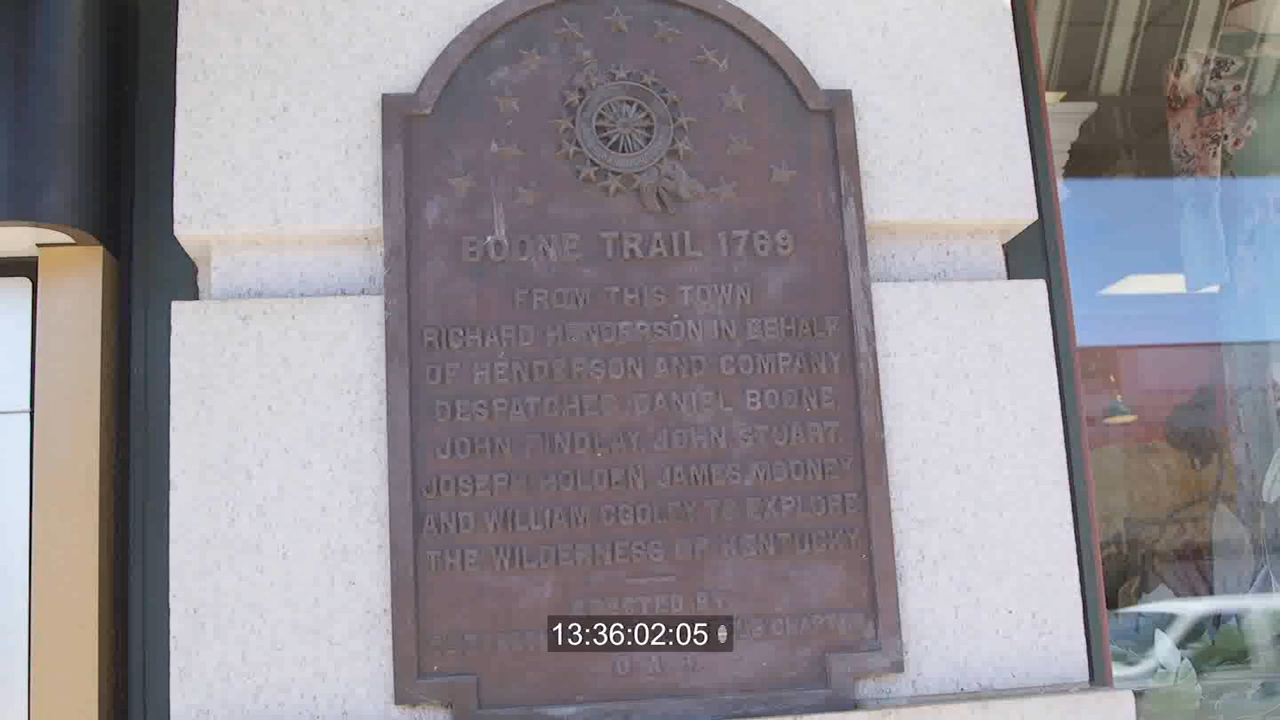 BOONE TRAIL 1769
FROM THIS TOWN
RICHARD HENDERSON IN BEHALF
OF HENDERSON AND COMPANY
DESPATCHED DANIEL BOONE,
JOHN FINDLAY, JOHN STUART,
JOSEPH HOLDEN, JAMES MOONEY
AND WILLIAM COOLEY TO EXPLORE
THE WILDERNESS OF KENTUCKY
ERECTED BY
13:36:02:05
D. A. R.